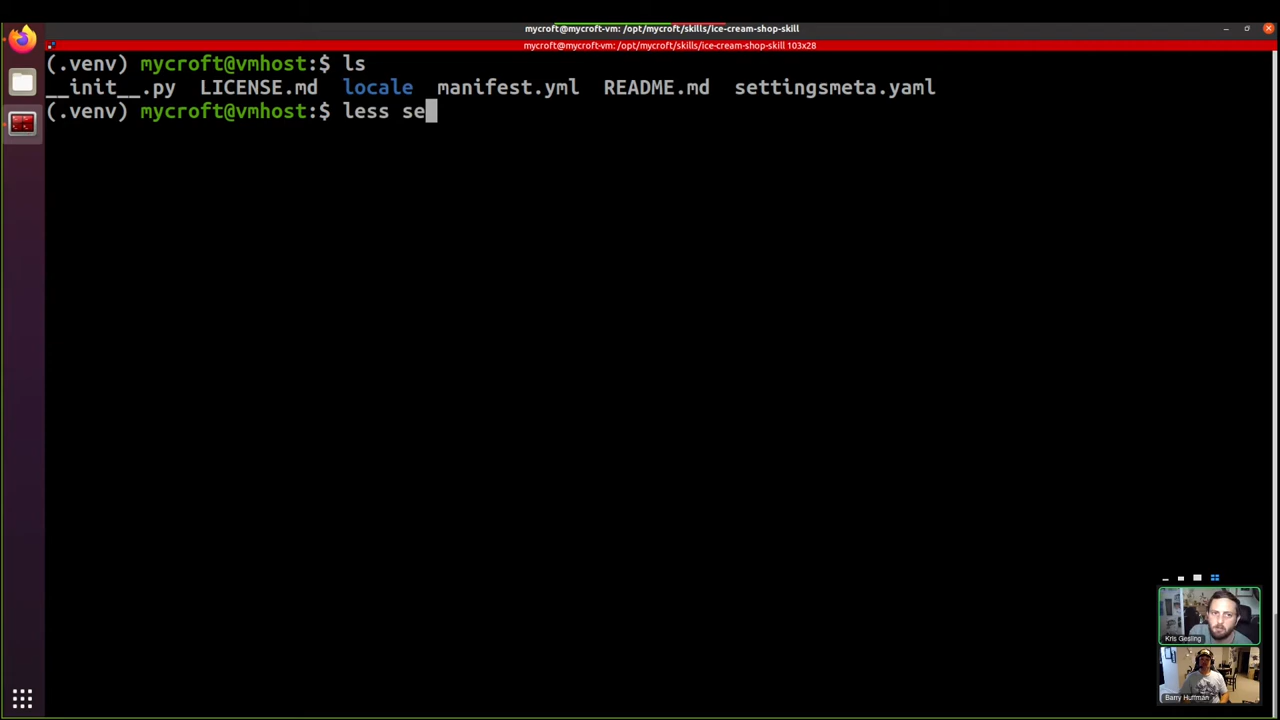 mycroft@mycroft-vm: /opt/mycroft/skills/ice-cream-shop-skill
mycroft@mycroft-vm: /opt/mycroft/skills/ice-cream-shop-skill 103x28
(.venv) mycroft@vmhost:$ ls
__init__.py LICENSE.md locale manifest.yml README.md settingsmeta.yaml
(.venv) mycroft@vmhost:$ less se
Kris Gesling
Barry Huffman